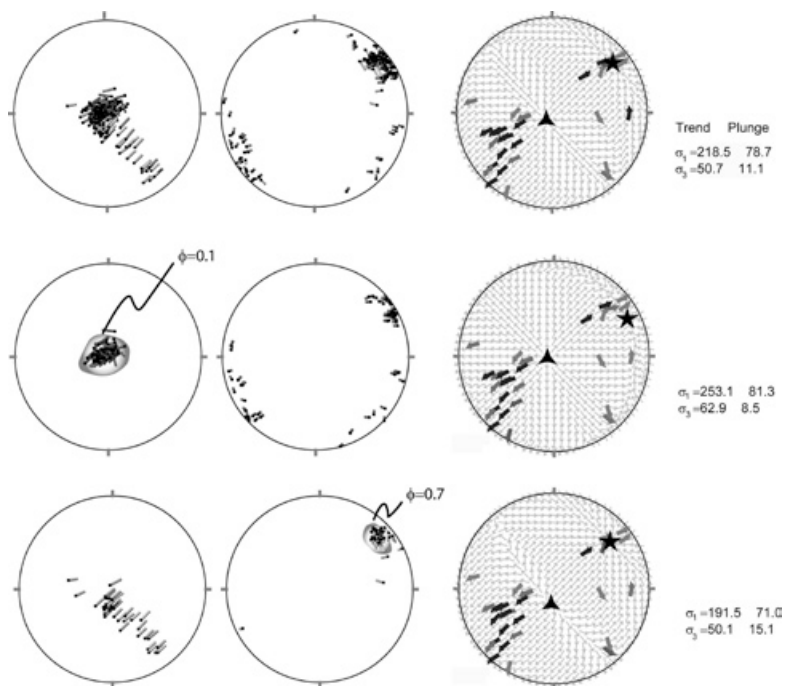 Trend Plunge
σ₁=218.5 78.7
σ₃=50.7 11.1
ϕ=0.1
σ₁=253.1 81.3
σ₃=62.9 8.5
ϕ=0.7
σ₁=191.5 71.0
σ₃=50.1 15.1